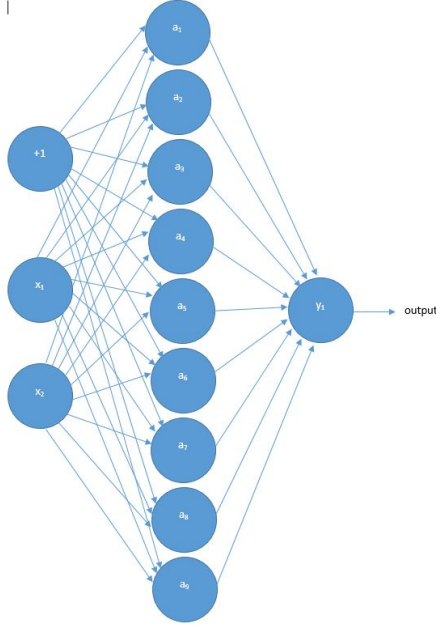 a₁
a₂
+1
a₃
a₄
x₁
a₅
y₁
output
a₆
x₂
a₇
a₈
a₉